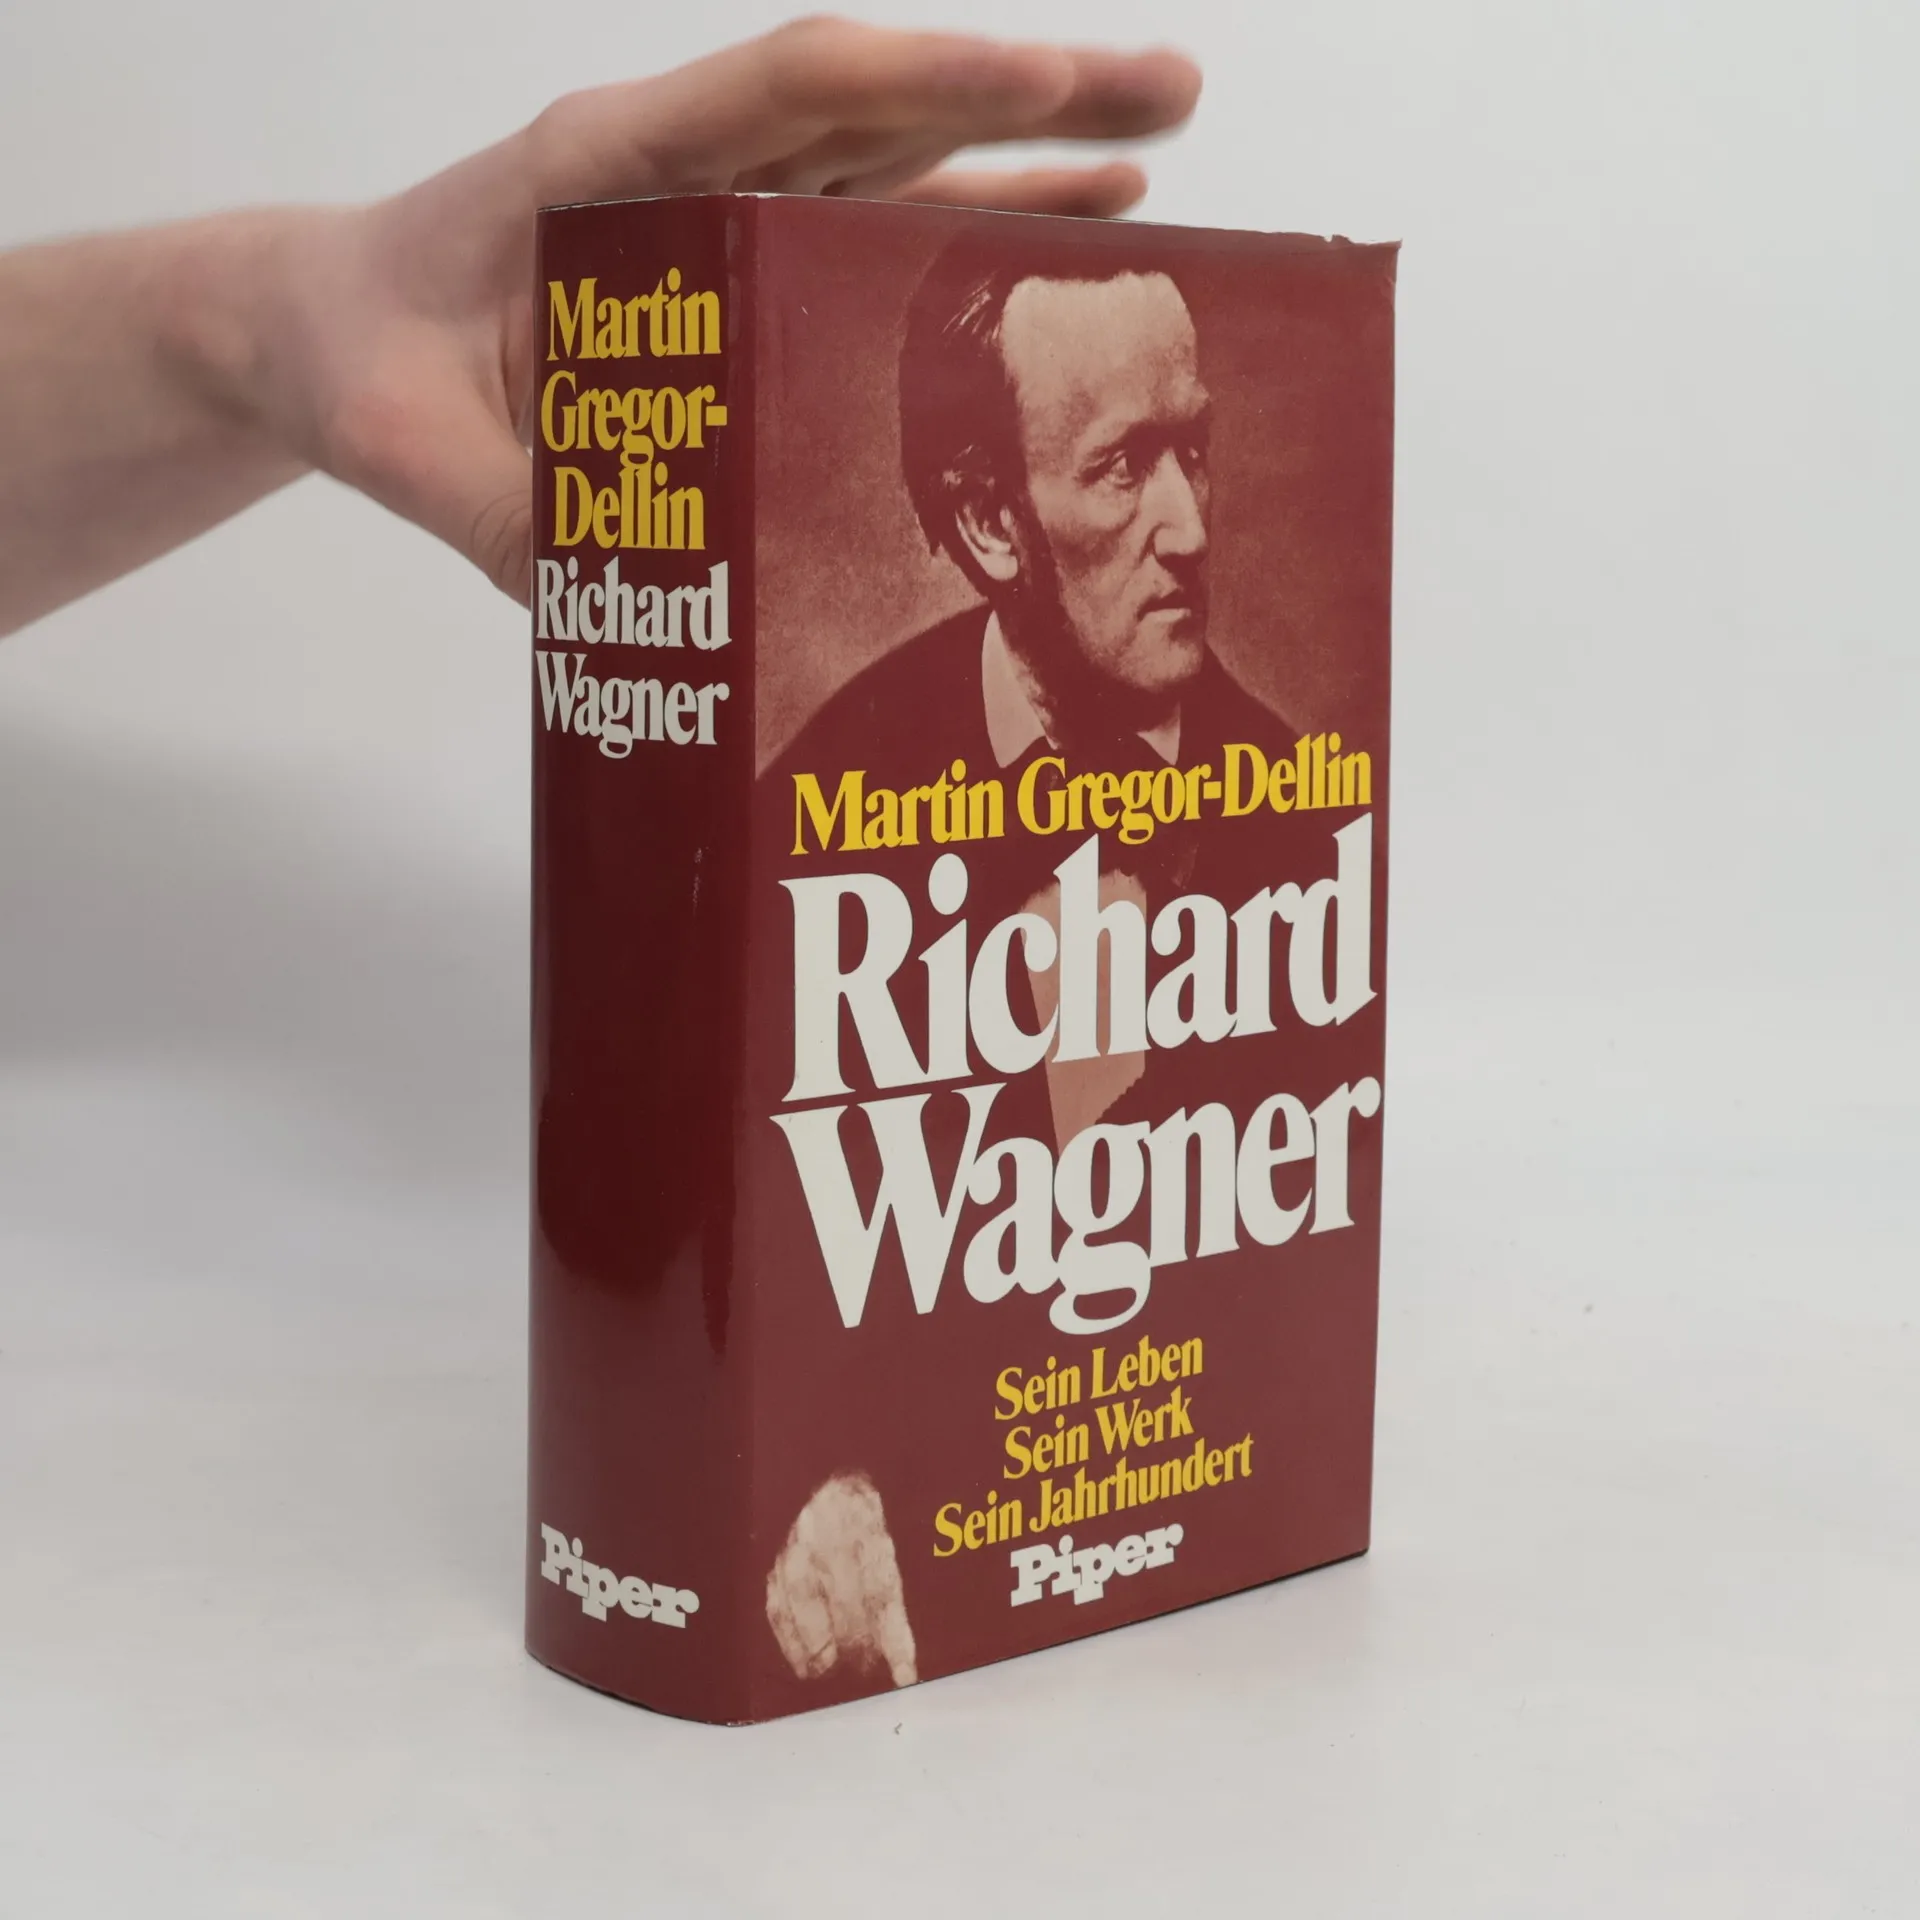 Martin
Gregor-
Dellin
Richard
Wagner
Piper
Martin Gregor-Dellin
Richard
Wagner
Sein Leben
Sein Werk
Sein Jahrhundert
Piper